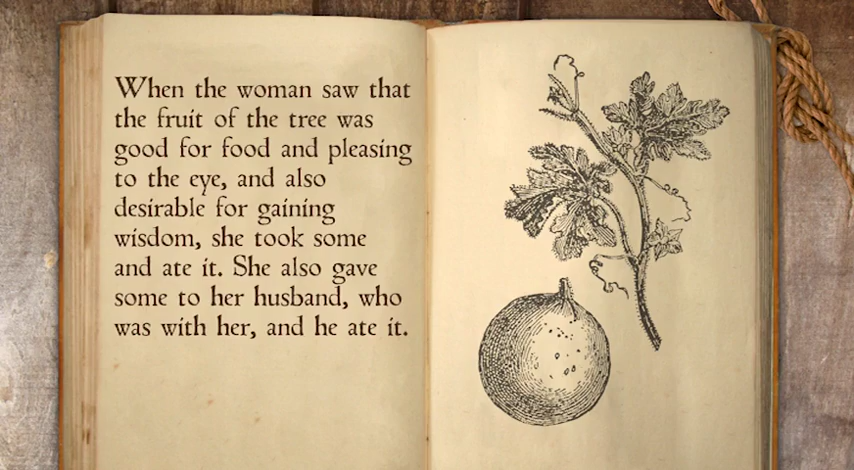 When the woman saw that
the fruit of the tree was
good for food and pleasing
to the eye, and also
desirable for gaining
wisdom, she took some
and ate it. She also gave
some to her husband, who
was with her, and he ate it.